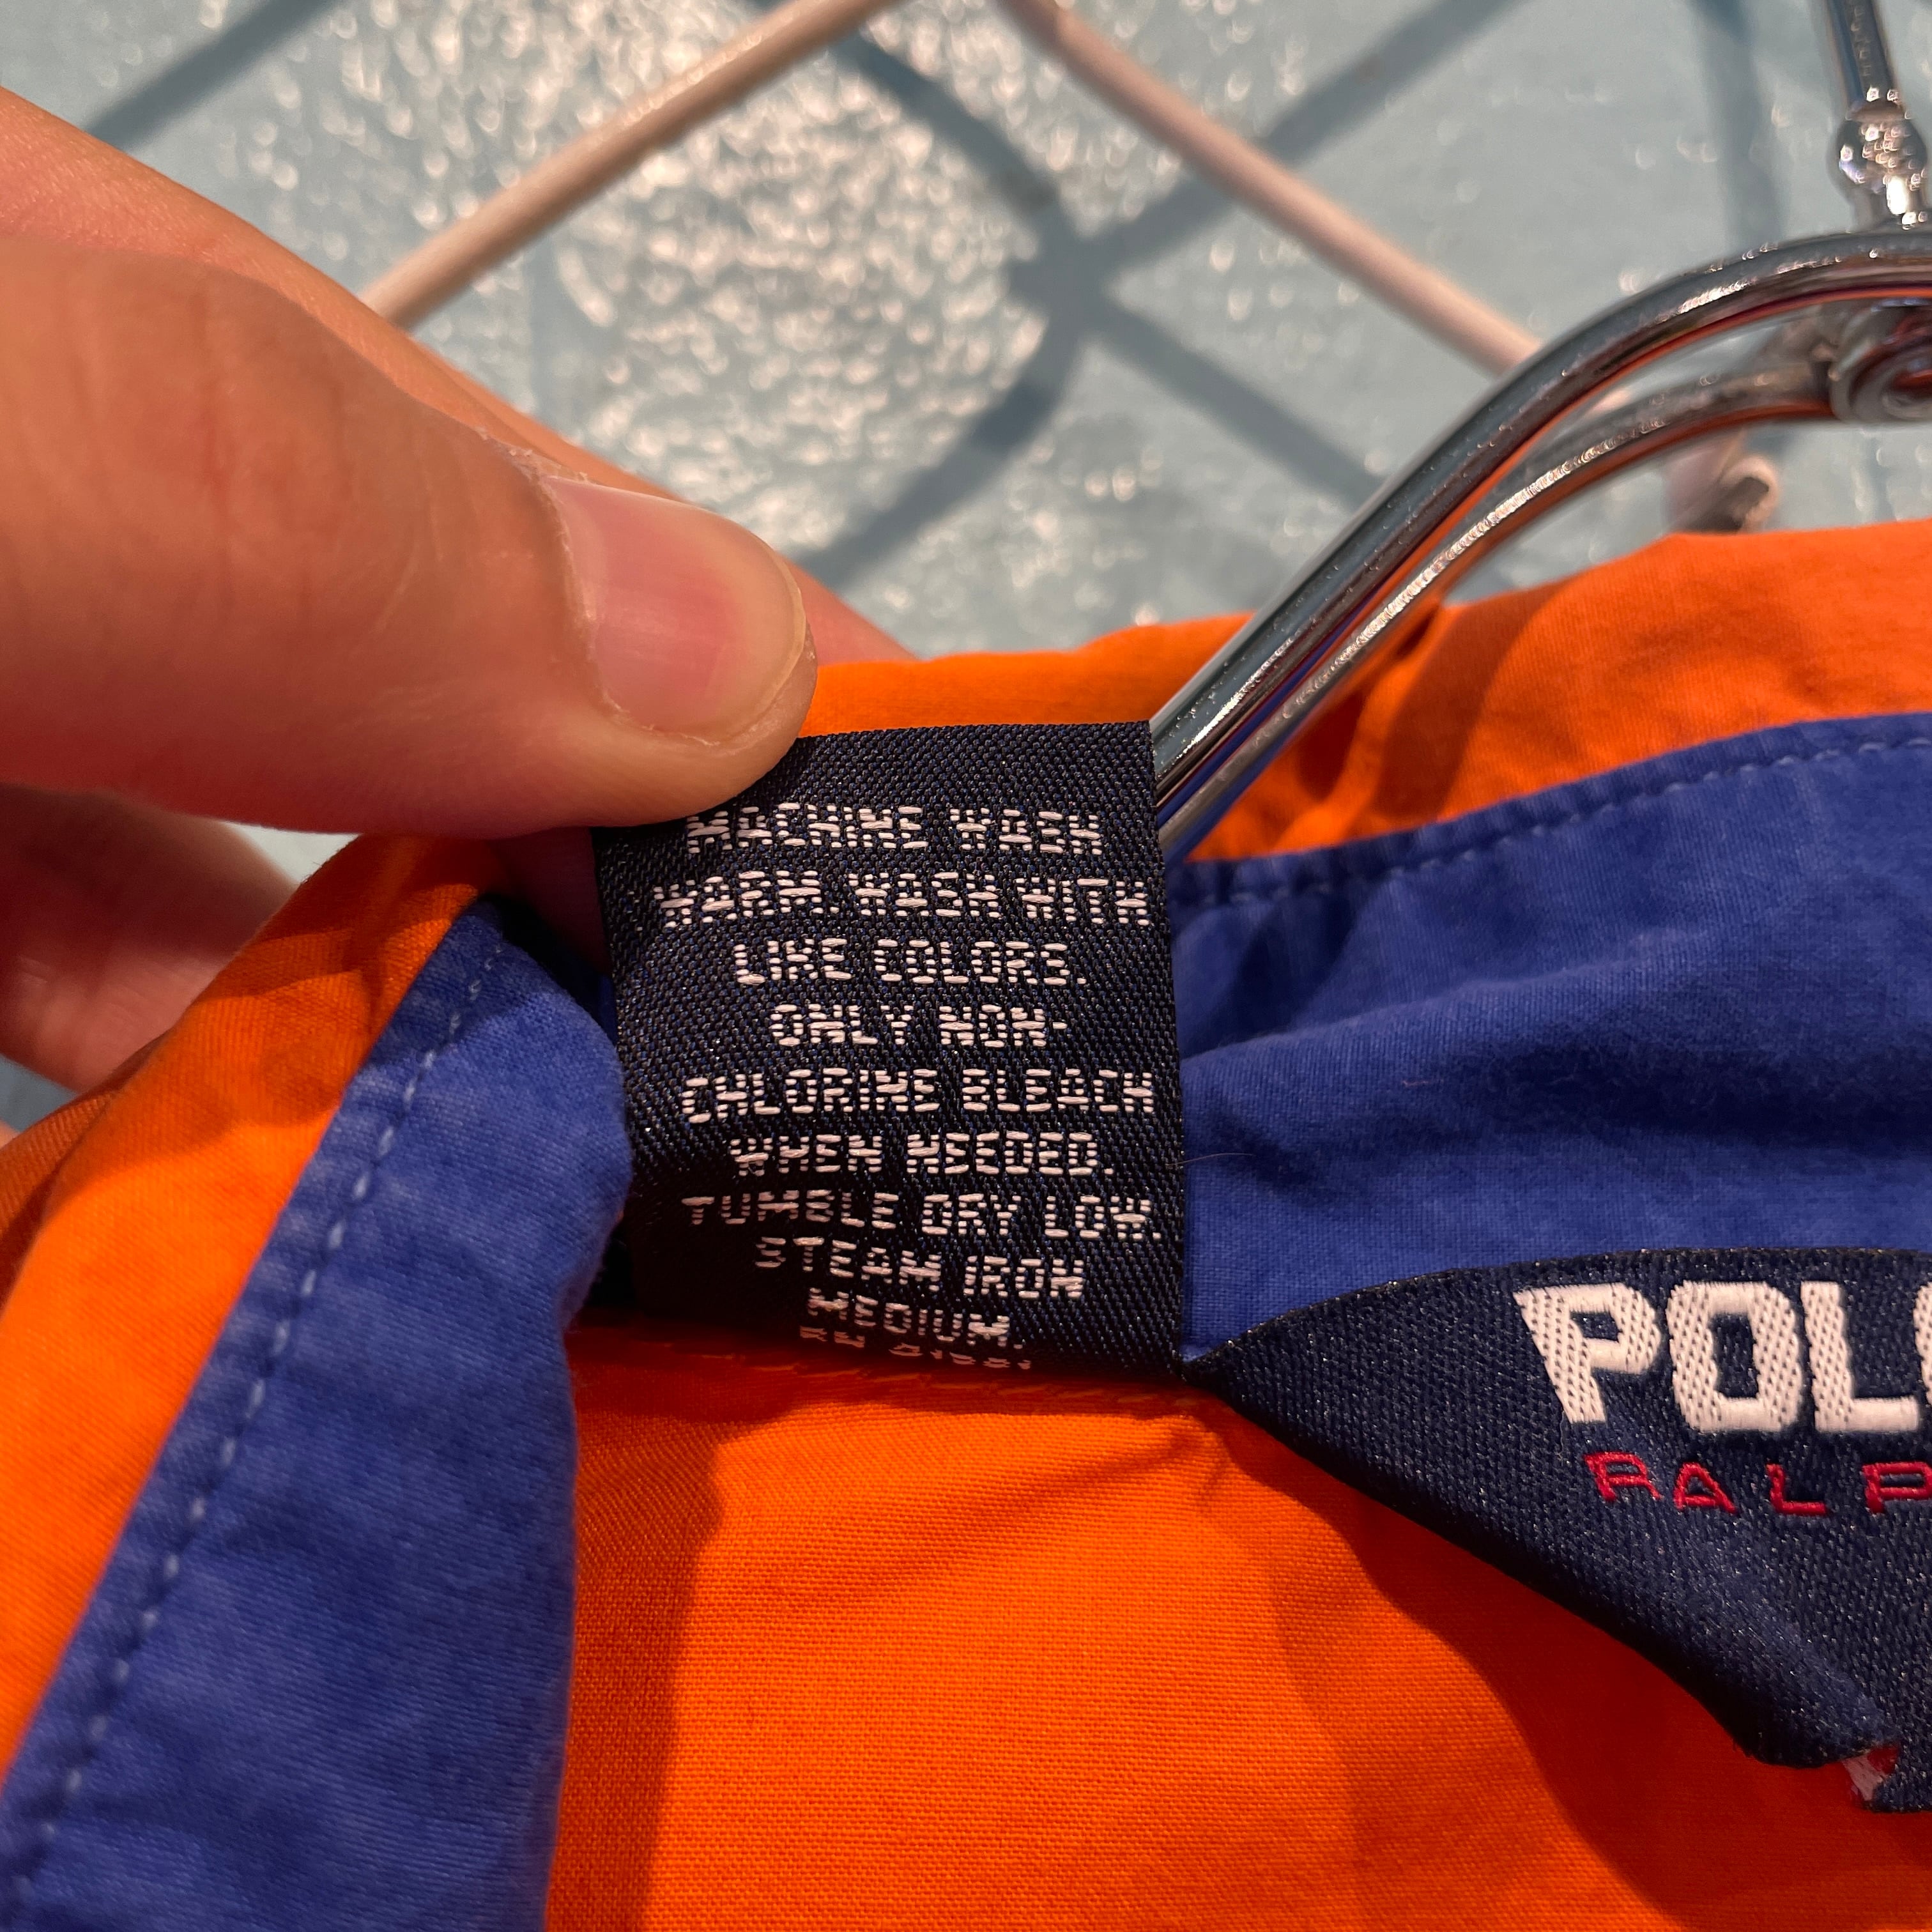 MACHINE WASH
WARM. WASH WITH
LIKE COLORS.
ONLY NON-
CHLORINE BLEACH
WHEN NEEDED.
TUMBLE DRY LOW.
STEAM IRON
MEDIUM.
POLO
RALP